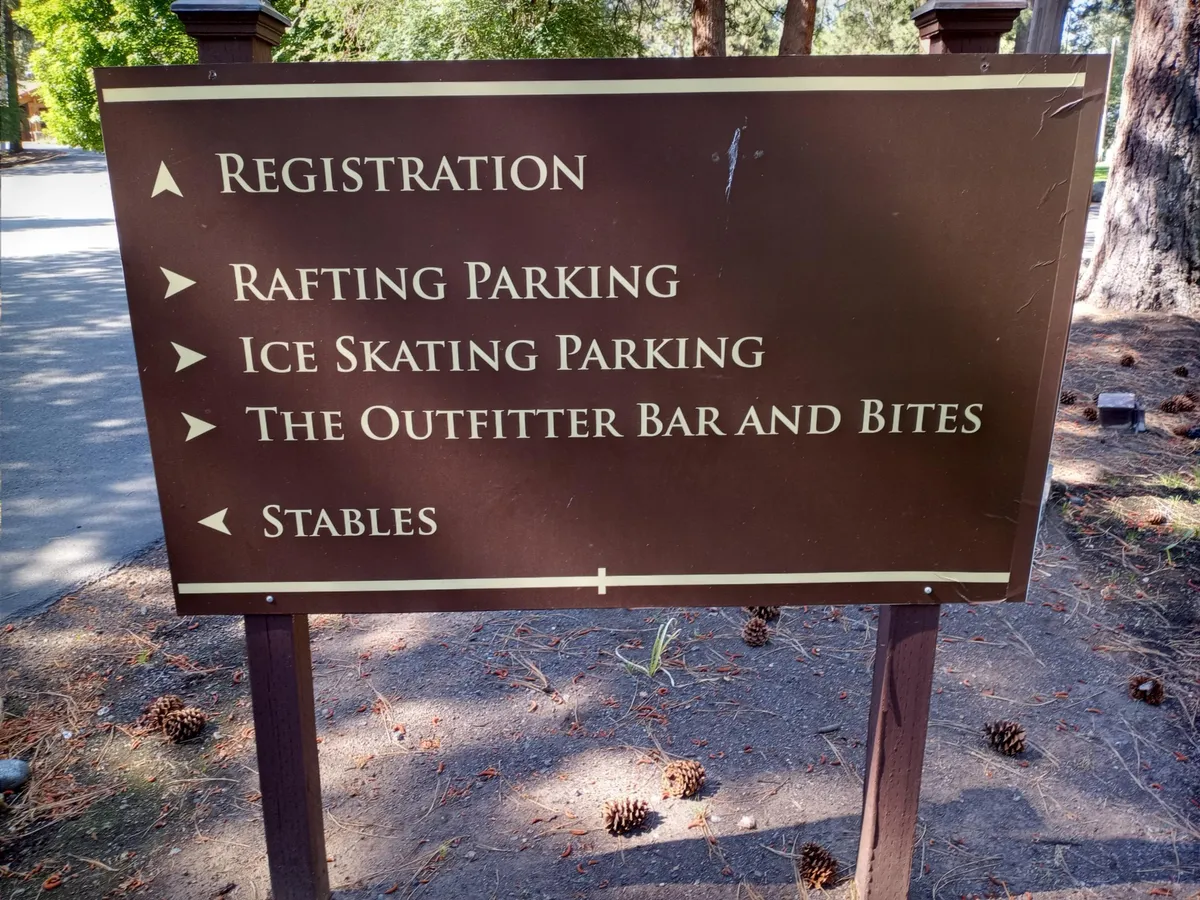 Registration
Rafting Parking
Ice Skating Parking
The Outfitter Bar and Bites
Stables